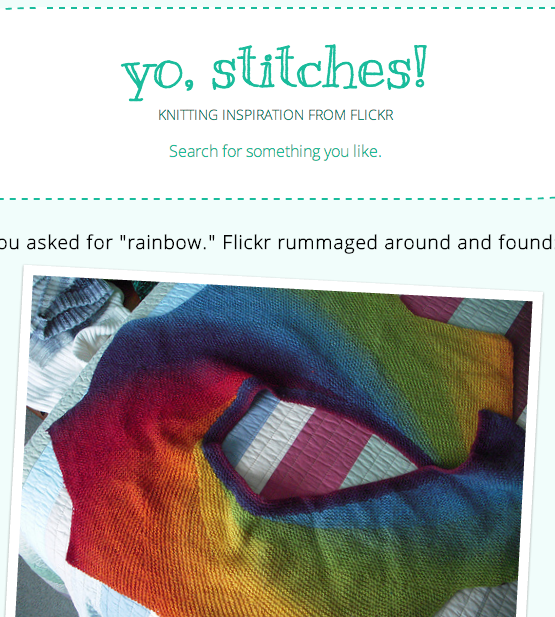 yo, stitches!
KNITTING INSPIRATION FROM FLICKR
Search for something you like.
ou asked for "rainbow." Flickr rummaged around and found: